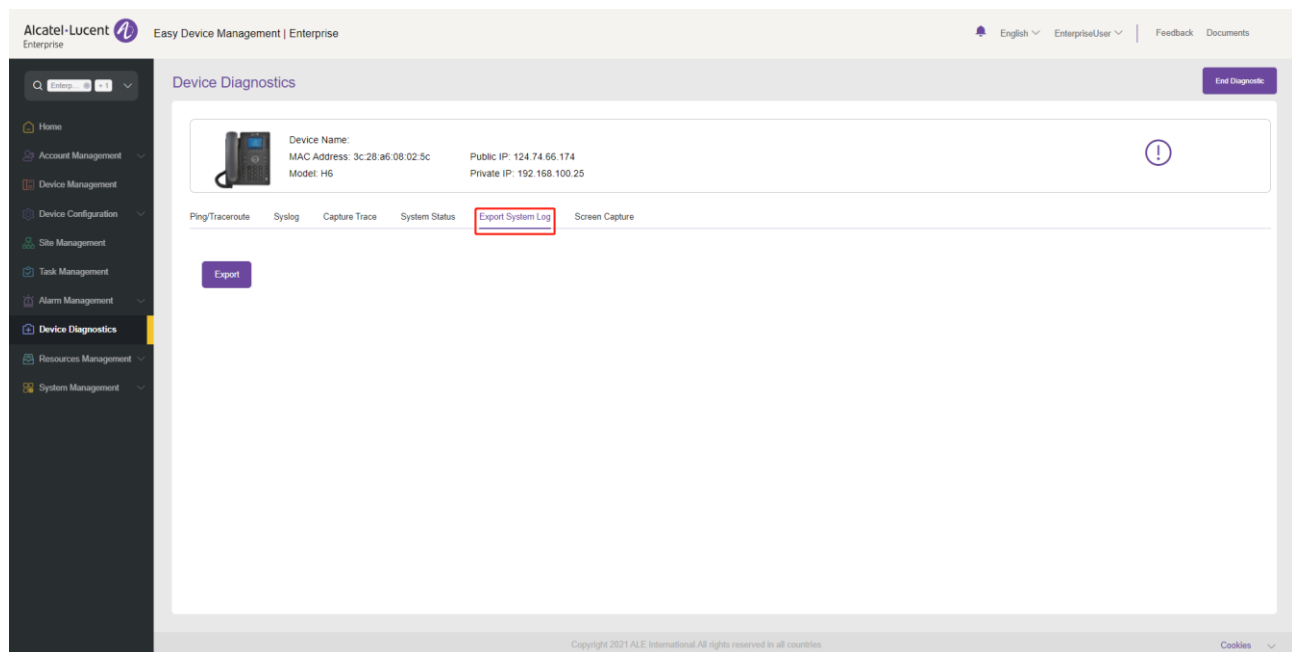 Alcatel·Lucent
Enterprise
Easy Device Management | Enterprise
English
EnterpriseUser
Feedback
Documents
Enterp...
+ 1
Device Diagnostics
End Diagnostic
Home
Account Management
Device Management
Device Configuration
Site Management
Task Management
Alarm Management
Device Diagnostics
Resources Management
System Management
Device Name:
MAC Address: 3c:28:a6:08:02:5c
Public IP: 124.74.66.174
Model: H6
Private IP: 192.168.100.25
Ping/Traceroute
Syslog
Capture Trace
System Status
Export System Log
Screen Capture
Export
Copyright 2021 ALE International.All rights reserved in all countries
Cookies